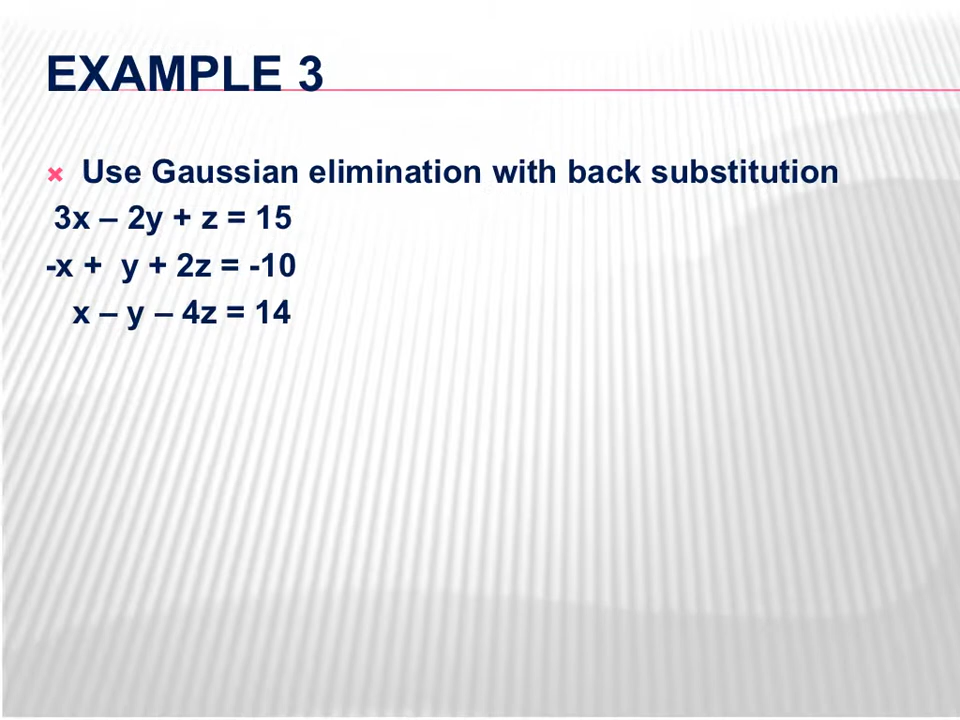 EXAMPLE 3
Use Gaussian elimination with back substitution
3x – 2y + z = 15
-x + y + 2z = -10
x – y – 4z = 14